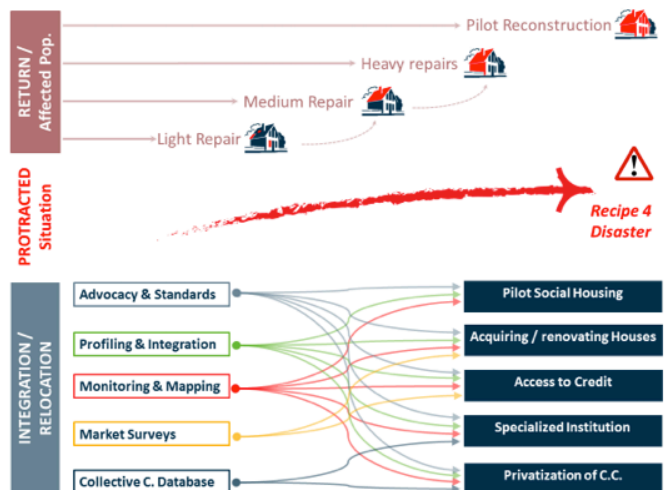 RETURN /
Affected Pop.
Pilot Reconstruction
Heavy repairs
Medium Repair
Light Repair
PROTRACTED
Situation
!
Recipe 4
Disaster
INTEGRATION /
RELOCATION
Advocacy & Standards
Profiling & Integration
Monitoring & Mapping
Market Surveys
Collective C. Database
Pilot Social Housing
Acquiring / renovating Houses
Access to Credit
Specialized Institution
Privatization of C.C.